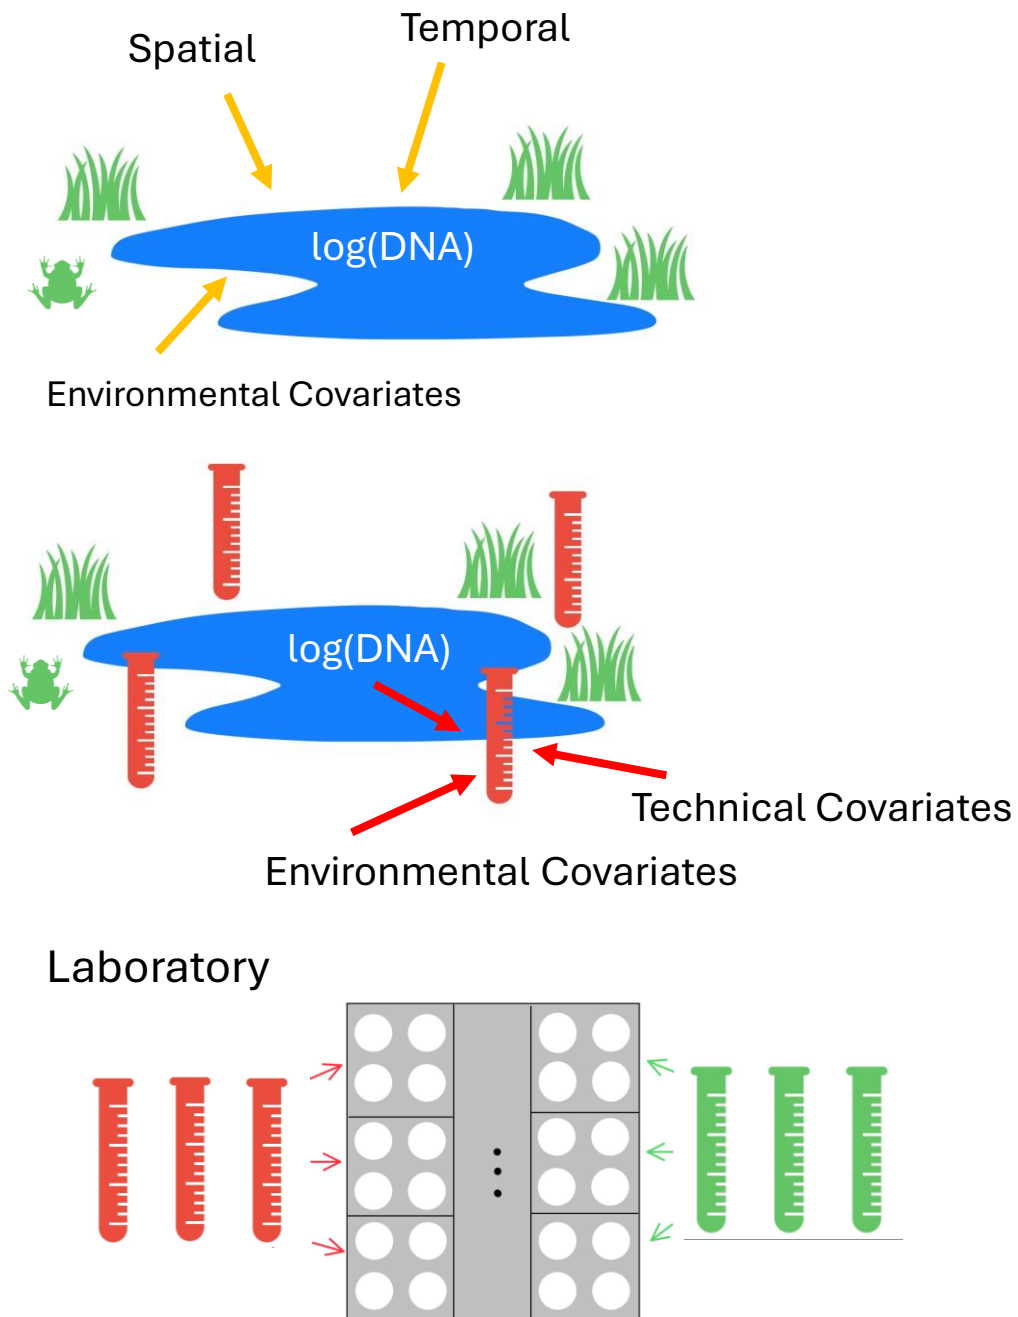 Spatial
Temporal
log(DNA)
Environmental Covariates
log(DNA)
Technical Covariates
Environmental Covariates
Laboratory